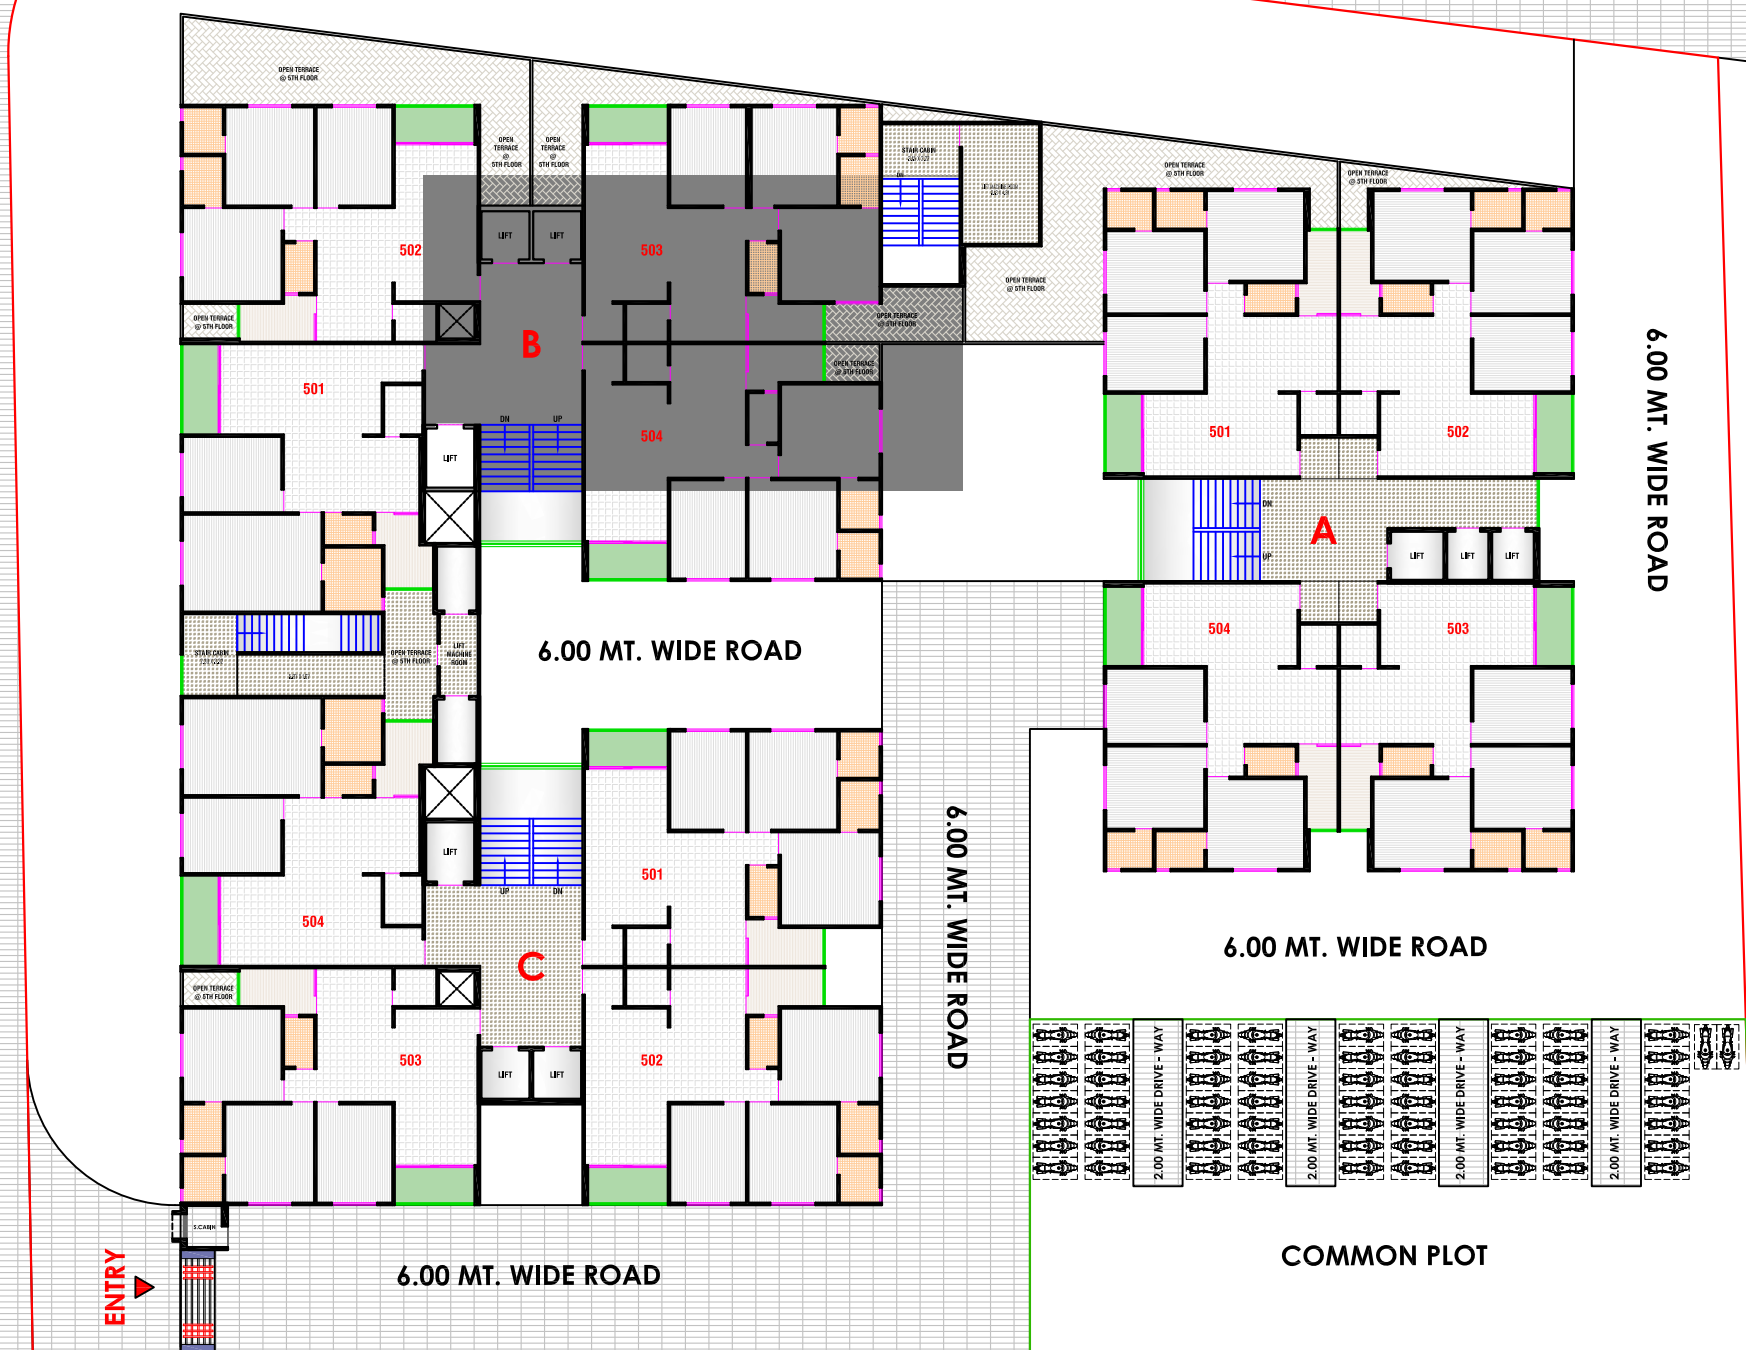 OPEN TERRACE
@ 5TH FLOOR
OPEN
TERRACE
@
5TH FLOOR
OPEN
TERRACE
@
5TH FLOOR
STAIR CABIN
DN
OPEN TERRACE
@ 5TH FLOOR
OPEN TERRACE
@ 5TH FLOOR
502
LIFT
LIFT
503
OPEN TERRACE
@ 5TH FLOOR
OPEN TERRACE
@ 5TH FLOOR
OPEN TERRACE
@ 5TH FLOOR
B
OPEN TERRACE
@ 5TH FLOOR
501
DN
UP
504
LIFT
501
502
6.00 MT. WIDE ROAD
DN
A
UP
LIFT
LIFT
LIFT
504
503
STAIR CABIN
OPEN TERRACE
@ 5TH FLOOR
LIFT
MACHINE
ROOM
6.00 MT. WIDE ROAD
LIFT
UP
DN
501
504
C
6.00 MT. WIDE ROAD
6.00 MT. WIDE ROAD
OPEN TERRACE
@ 5TH FLOOR
503
LIFT
LIFT
502
2.00 MT. WIDE DRIVE - WAY
2.00 MT. WIDE DRIVE - WAY
2.00 MT. WIDE DRIVE - WAY
2.00 MT. WIDE DRIVE - WAY
S.CABIN
ENTRY
6.00 MT. WIDE ROAD
COMMON PLOT